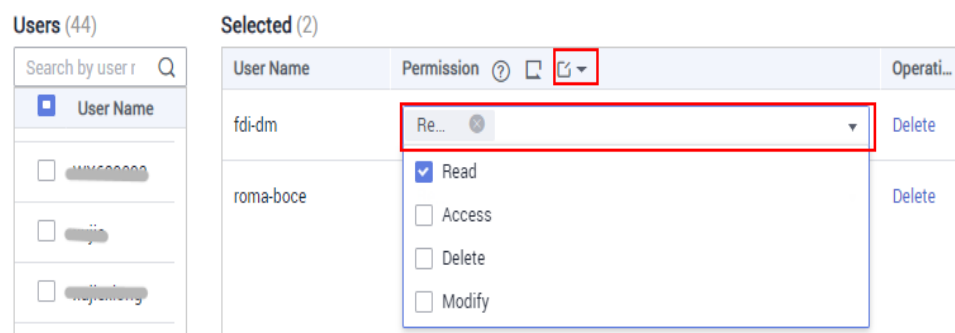 Users (44)
Search by user r
User Name
Selected (2)
User Name Permission ? Operati...
fdi-dm Re... Delete
Read
roma-boce Delete
Access
Delete
Modify